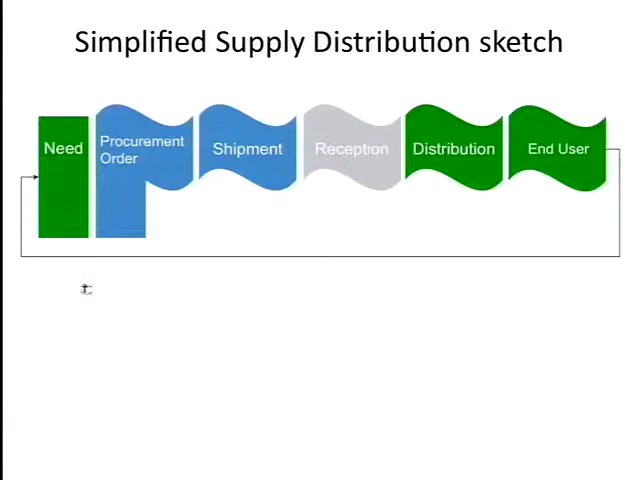 Simplified Supply Distribution sketch
Need
Procurement
Order
Shipment
Reception
Distribution
End User